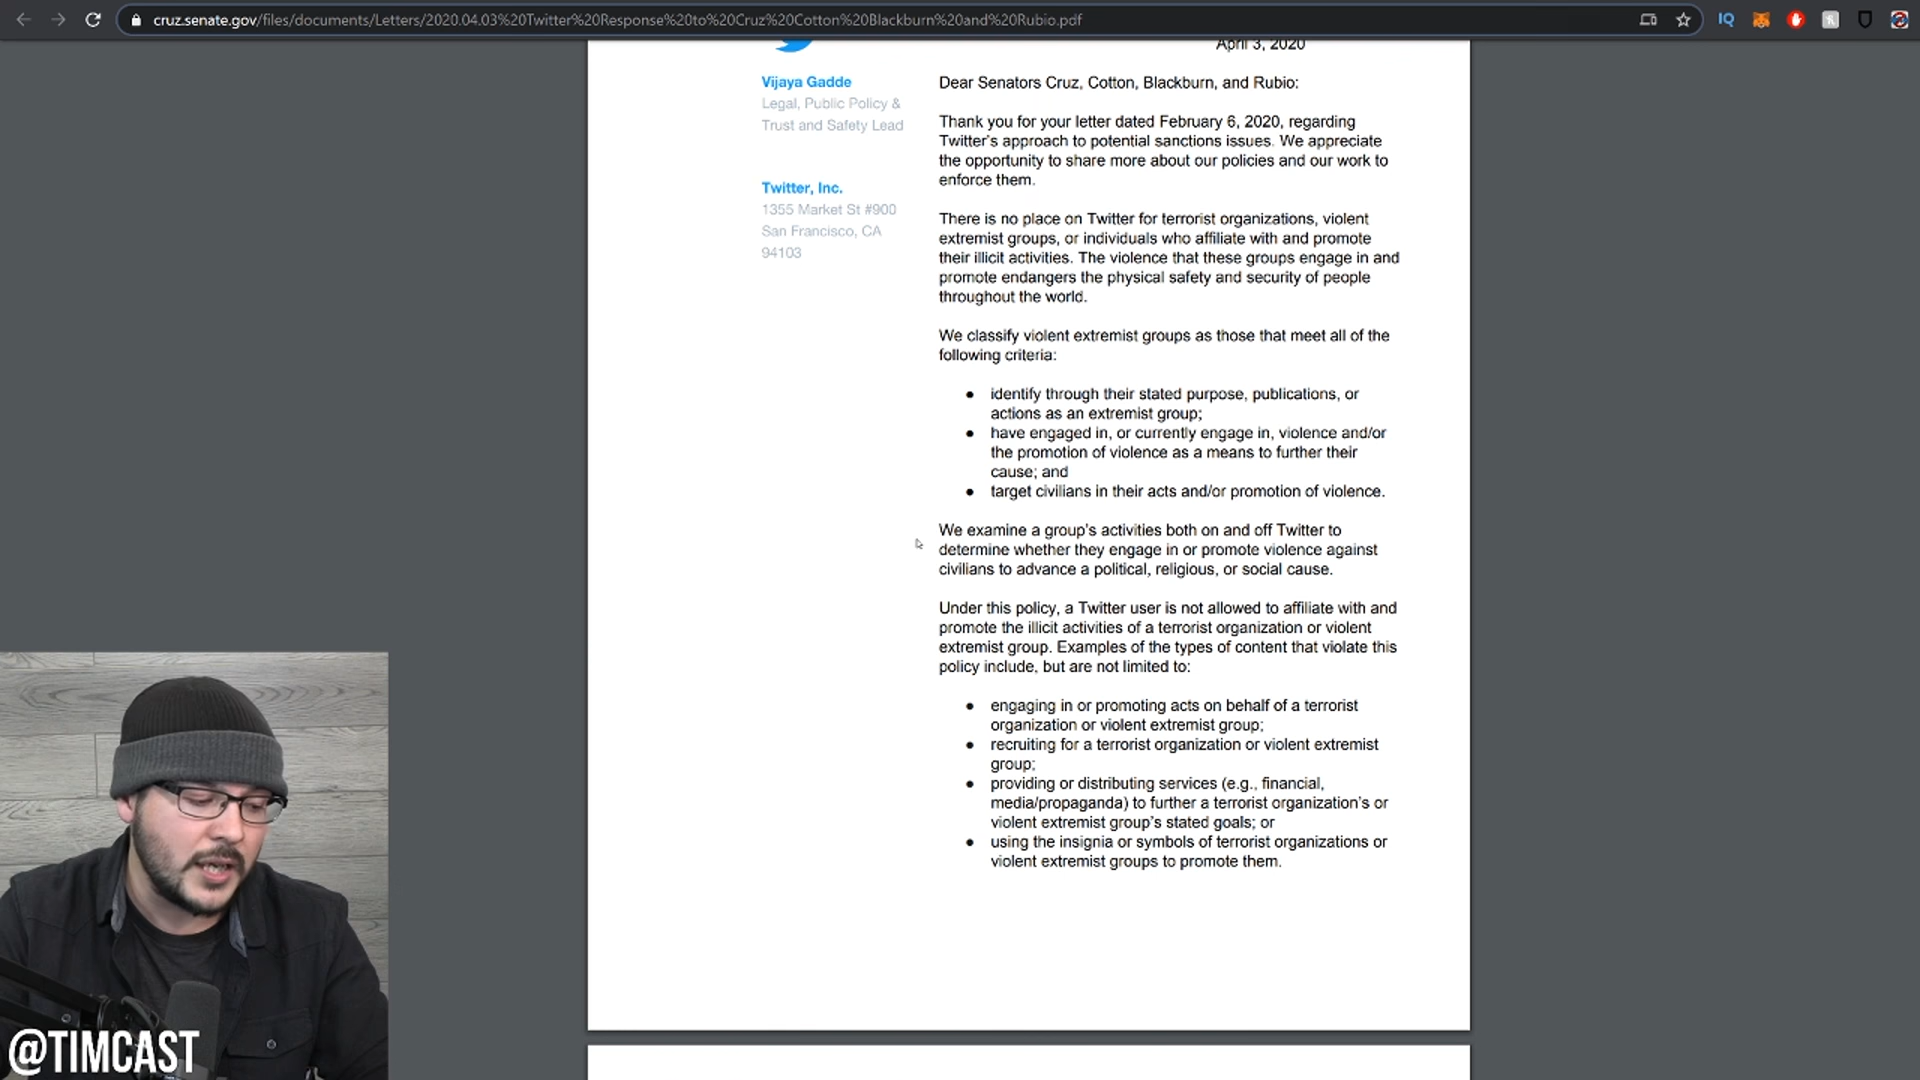 cruz.senate.gov/files/documents/Letters/2020.04.03%20Twitter%20Response%20to%20Cruz%20Cotton%20Blackburn%20and%20Rubio.pdf
IQ
April 3, 2020
Vijaya Gadde
Legal, Public Policy &
Trust and Safety Lead
Twitter, Inc.
1355 Market St #900
San Francisco, CA
94103
Dear Senators Cruz, Cotton, Blackburn, and Rubio:
Thank you for your letter dated February 6, 2020, regarding
Twitter's approach to potential sanctions issues. We appreciate
the opportunity to share more about our policies and our work to
enforce them.
There is no place on Twitter for terrorist organizations, violent
extremist groups, or individuals who affiliate with and promote
their illicit activities. The violence that these groups engage in and
promote endangers the physical safety and security of people
throughout the world.
We classify violent extremist groups as those that meet all of the
following criteria:
● identify through their stated purpose, publications, or
actions as an extremist group;
● have engaged in, or currently engage in, violence and/or
the promotion of violence as a means to further their
cause; and
● target civilians in their acts and/or promotion of violence.
We examine a group's activities both on and off Twitter to
determine whether they engage in or promote violence against
civilians to advance a political, religious, or social cause.
Under this policy, a Twitter user is not allowed to affiliate with and
promote the illicit activities of a terrorist organization or violent
extremist group. Examples of the types of content that violate this
policy include, but are not limited to:
● engaging in or promoting acts on behalf of a terrorist
organization or violent extremist group;
● recruiting for a terrorist organization or violent extremist
group;
● providing or distributing services (e.g., financial,
media/propaganda) to further a terrorist organization's or
violent extremist group's stated goals; or
● using the insignia or symbols of terrorist organizations or
violent extremist groups to promote them.
@TIMCAST